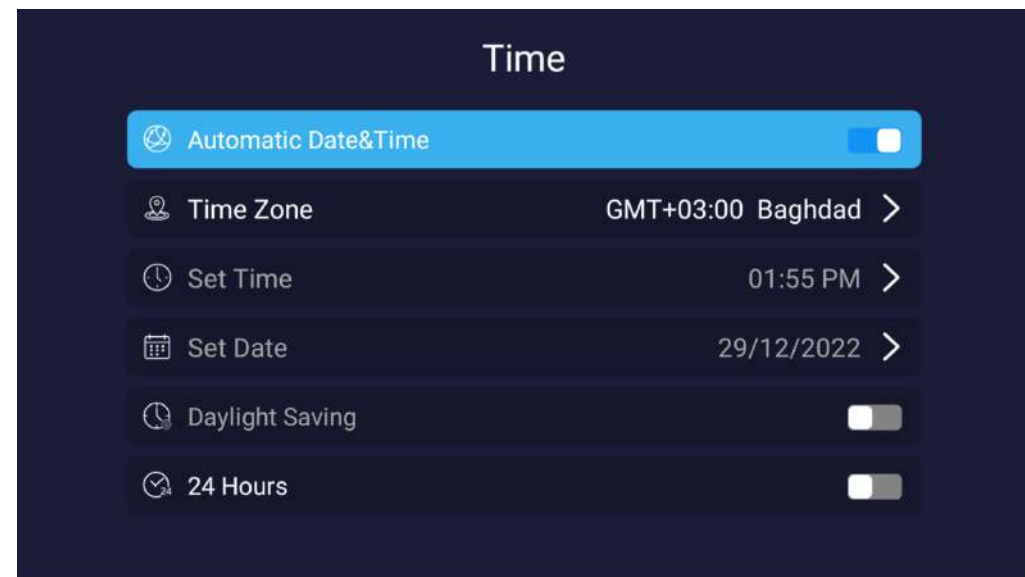 Time
Automatic Date&Time
Time Zone GMT+03:00 Baghdad
Set Time 01:55 PM
Set Date 29/12/2022
Daylight Saving
24 Hours